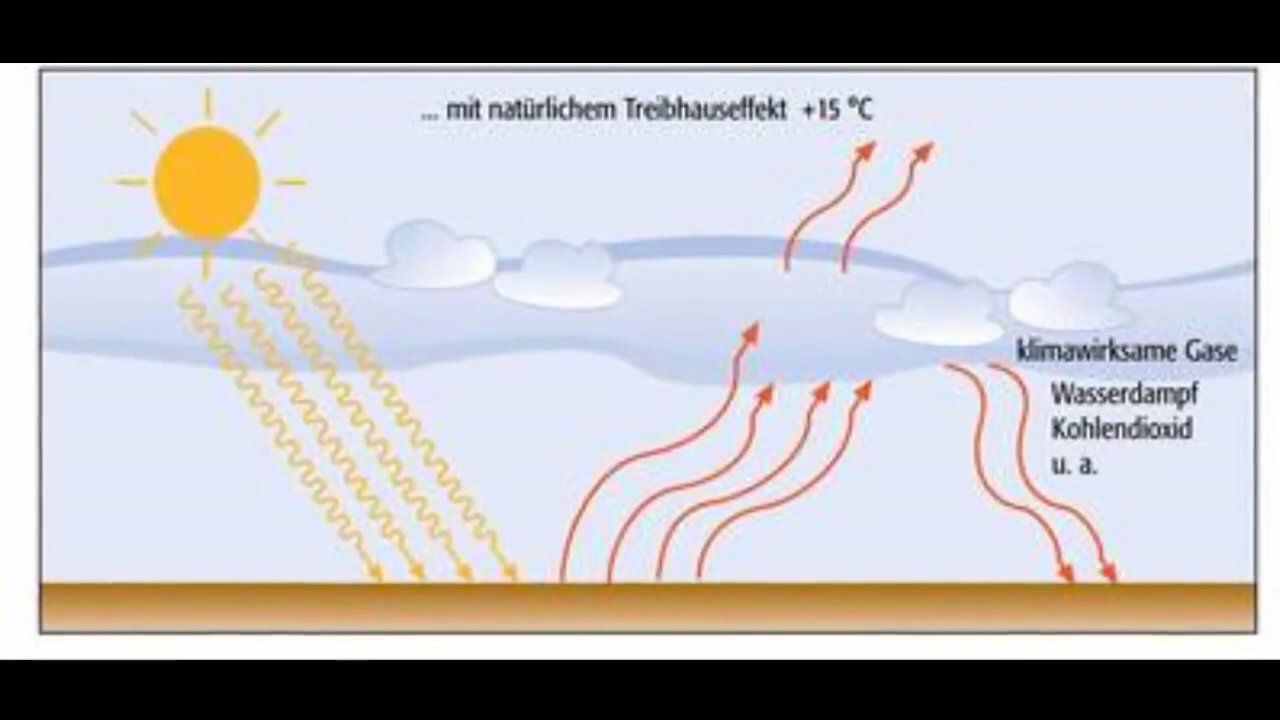 ... mit natürlichem Treibhauseffekt +15 °C
klimawirksame Gase
Wasserdampf
Kohlendioxid
u. a.